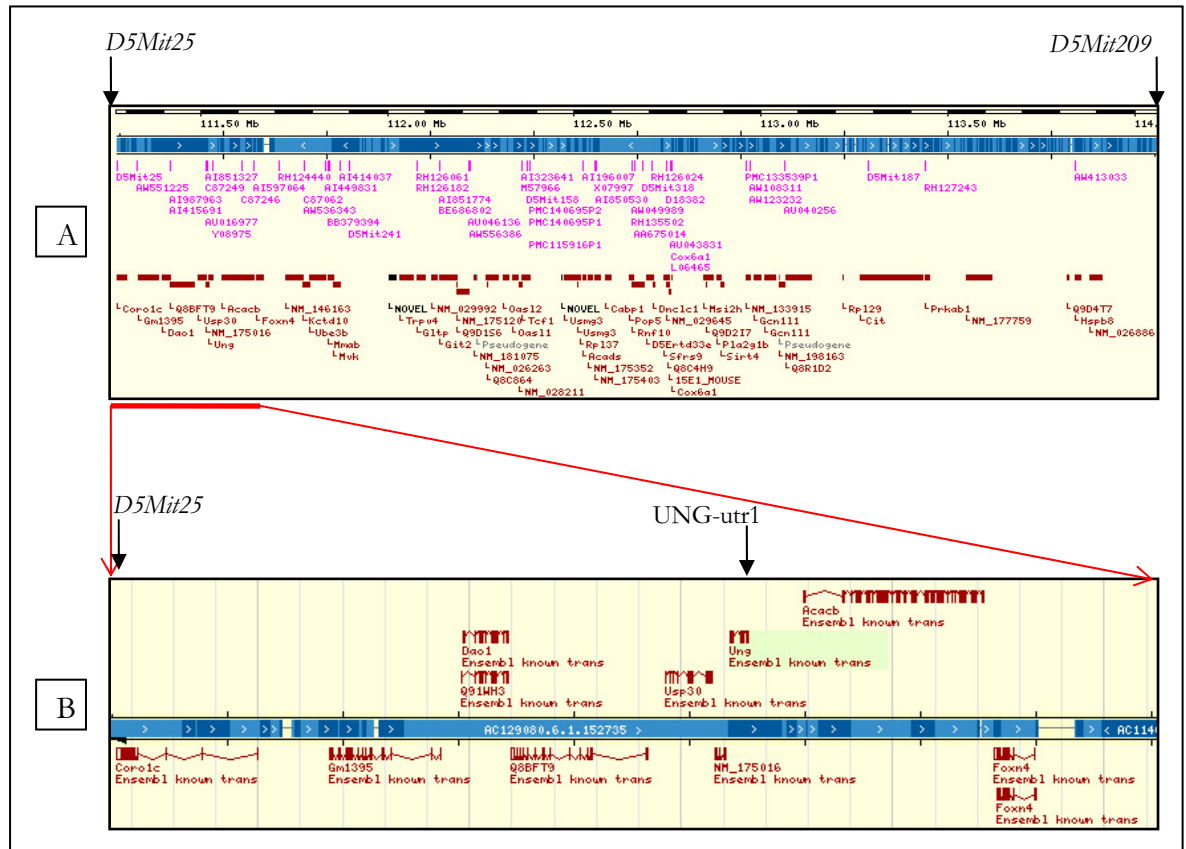 D5Mit25 D5Mit209
A
111.50 Mb 112.00 Mb 112.50 Mb 113.00 Mb 113.50 Mb 114.
D5Mit25 AI851327 RH124440 AI414037 RH126061 AI323641 AI196007 RH126024 PMC133539P1 D5Mit187 AW413033
AW551225 C87249 AI597064 AI449831 RH126182 M57966 X07997 D5Mit318 AW108311 RH127243
AI987963 C87246 C87062 AI851774 D5Mit158 AI850530 D18382 AW123232
AI415691 AW536343 BE686802 PMC140695P2 AW049989 AU040256
AU016977 BB379394 AU046136 PMC140695P1 RH135502
Y08975 D5Mit241 AW556386 AA675014
PMC115916P1 AU043831
Cox6a1
L06465
Coro1c Q8BFT9 Acacb NM_146163 NOVEL NM_029992 Oasl2 NOVEL Cabp1 Dnclc1 Msi2h NM_133915 Rpl29 Prkab1 Q9D4T7
Gm1395 Usp30 Foxn4 Kctd10 Trpv4 NM_175120 Tcf1 Usmg3 Pop5 NM_029645 Gcn1l1 Cit NM_177759 Hspb8
Dao1 NM_175016 Ube3b Gltp Q9D1S6 Oasl1 Usmg3 Rnf10 Q9D2I7 Gcn1l1 NM_026886
Ung Mmab Git2 Pseudogene Rpl37 D5Ertd33e Pla2g1b Pseudogene
Mvk NM_181075 Acads Sfrs9 Sirt4 NM_198163
NM_026263 NM_175352 Q8C4H9 Q8R1D2
Q8C864 NM_175403 15E1_MOUSE
NM_028211 Cox6a1
D5Mit25 UNG-utr1
B
Acacb
Ensembl known trans
Dao1 Ung
Ensembl known trans Ensembl known trans
Q91WH3 Usp30
Ensembl known trans Ensembl known trans
AC129080.6.1.152735 > < AC114
Coro1c Gm1395 Q8BFT9 NM_175016 Foxn4
Ensembl known trans Ensembl known trans Ensembl known trans Ensembl known trans Ensembl known trans
Foxn4
Ensembl known trans